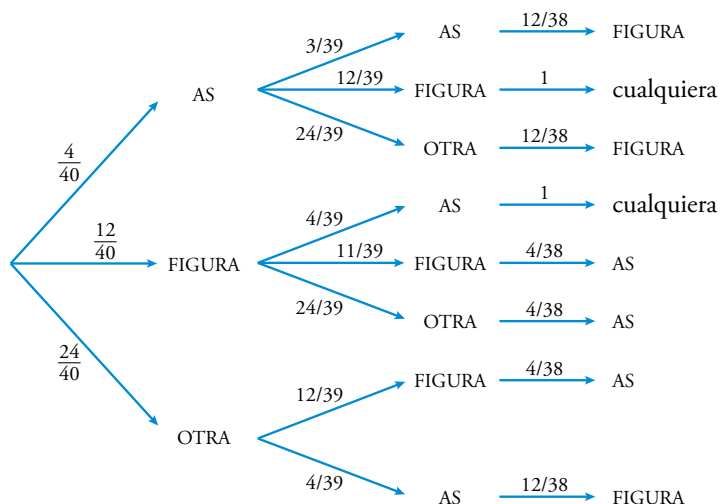 3/39 AS 12/38 FIGURA
AS 12/39 FIGURA 1 cualquiera
24/39 OTRA 12/38 FIGURA
4/40
4/39 AS 1 cualquiera
12/40 FIGURA 11/39 FIGURA 4/38 AS
24/39 OTRA 4/38 AS
24/40
12/39 FIGURA 4/38 AS
OTRA
4/39 AS 12/38 FIGURA